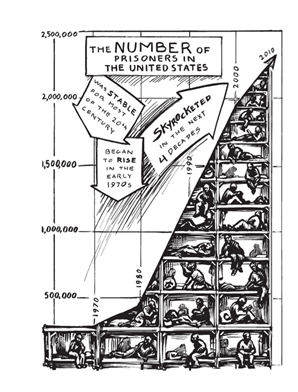 THE NUMBER OF
PRISONERS IN
THE UNITED STATES
WAS STABLE
FOR MOST
OF THE 20TH
CENTURY
BEGAN
TO RISE
IN THE
EARLY
1970s
SKYROCKETED
IN THE NEXT
4 DECADES
2,500,000
2,000,000
1,500,000
1,000,000
500,000
1970
1980
1990
2000
2010